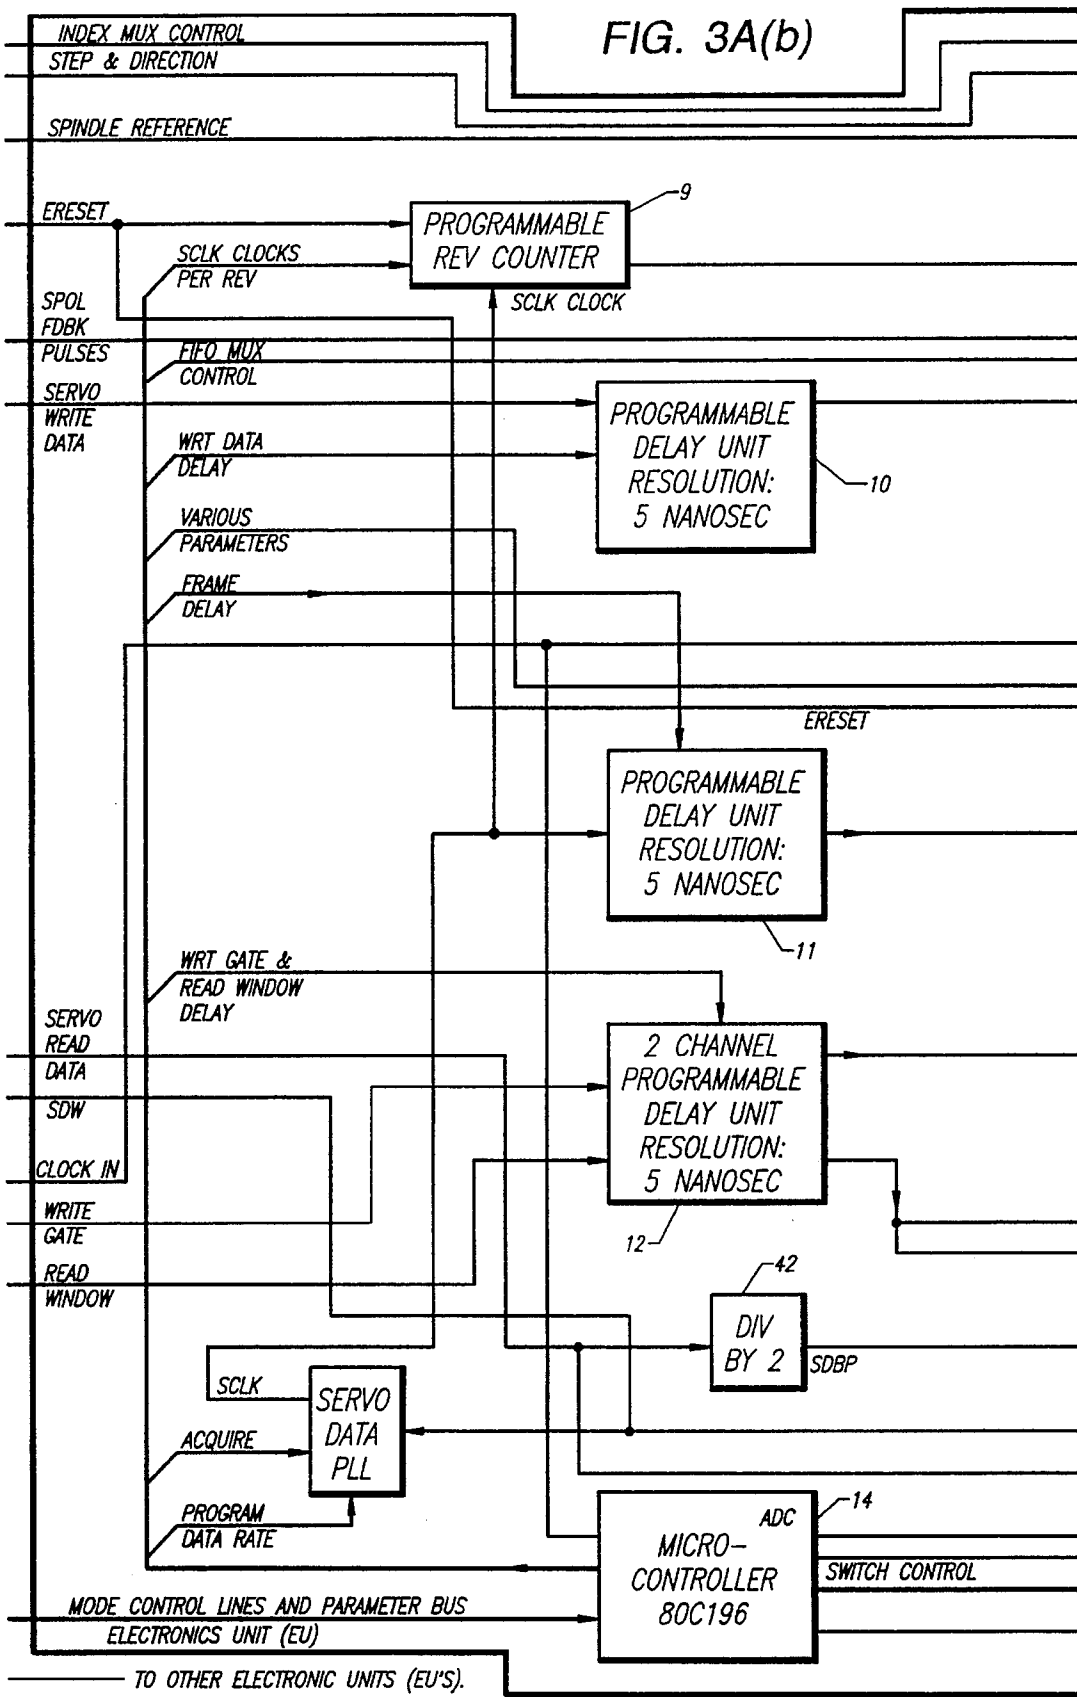 FIG. 3A(b)
INDEX MUX CONTROL
STEP & DIRECTION
SPINDLE REFERENCE
ERESET
PROGRAMMABLE
REV COUNTER
9
SCLK CLOCKS
PER REV
SCLK CLOCK
SPOL
FDBK
PULSES
FIFO MUX
CONTROL
SERVO
WRITE
DATA
PROGRAMMABLE
DELAY UNIT
RESOLUTION:
5 NANOSEC
10
WRT DATA
DELAY
VARIOUS
PARAMETERS
FRAME
DELAY
ERESET
PROGRAMMABLE
DELAY UNIT
RESOLUTION:
5 NANOSEC
11
WRT GATE &
READ WINDOW
DELAY
SERVO
READ
DATA
SDW
CLOCK IN
WRITE
GATE
READ
WINDOW
2 CHANNEL
PROGRAMMABLE
DELAY UNIT
RESOLUTION:
5 NANOSEC
12
42
DIV
BY 2
SDBP
SCLK
SERVO
DATA
PLL
ACQUIRE
PROGRAM
DATA RATE
ADC
14
MICRO-
CONTROLLER
80C196
SWITCH CONTROL
MODE CONTROL LINES AND PARAMETER BUS
ELECTRONICS UNIT (EU)
TO OTHER ELECTRONIC UNITS (EU'S).